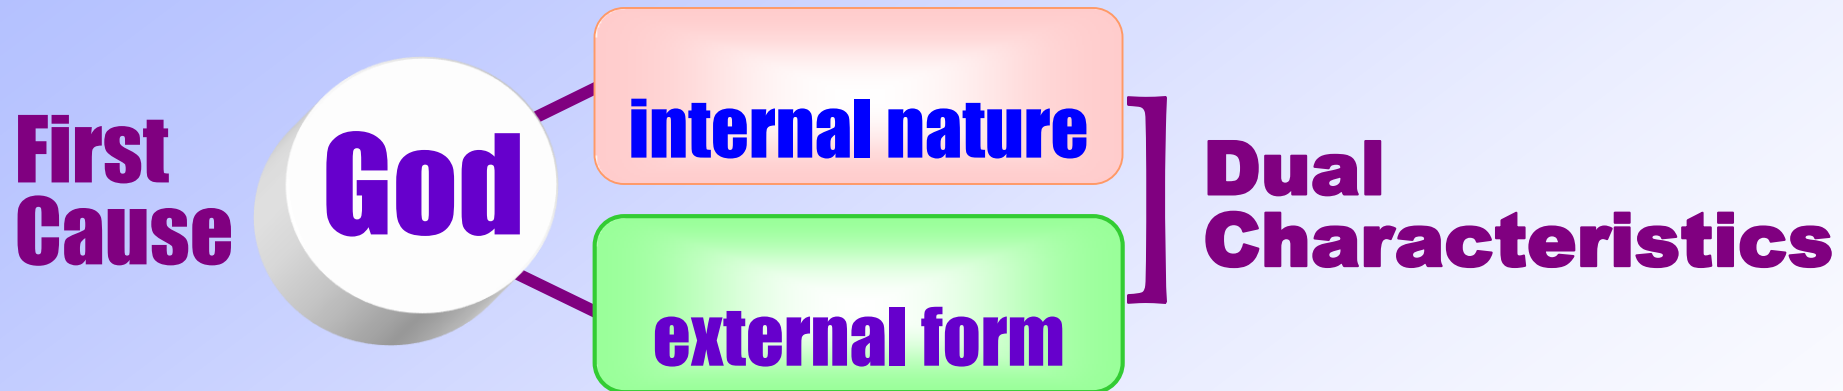 First
Cause
God
internal nature
external form
Dual
Characteristics